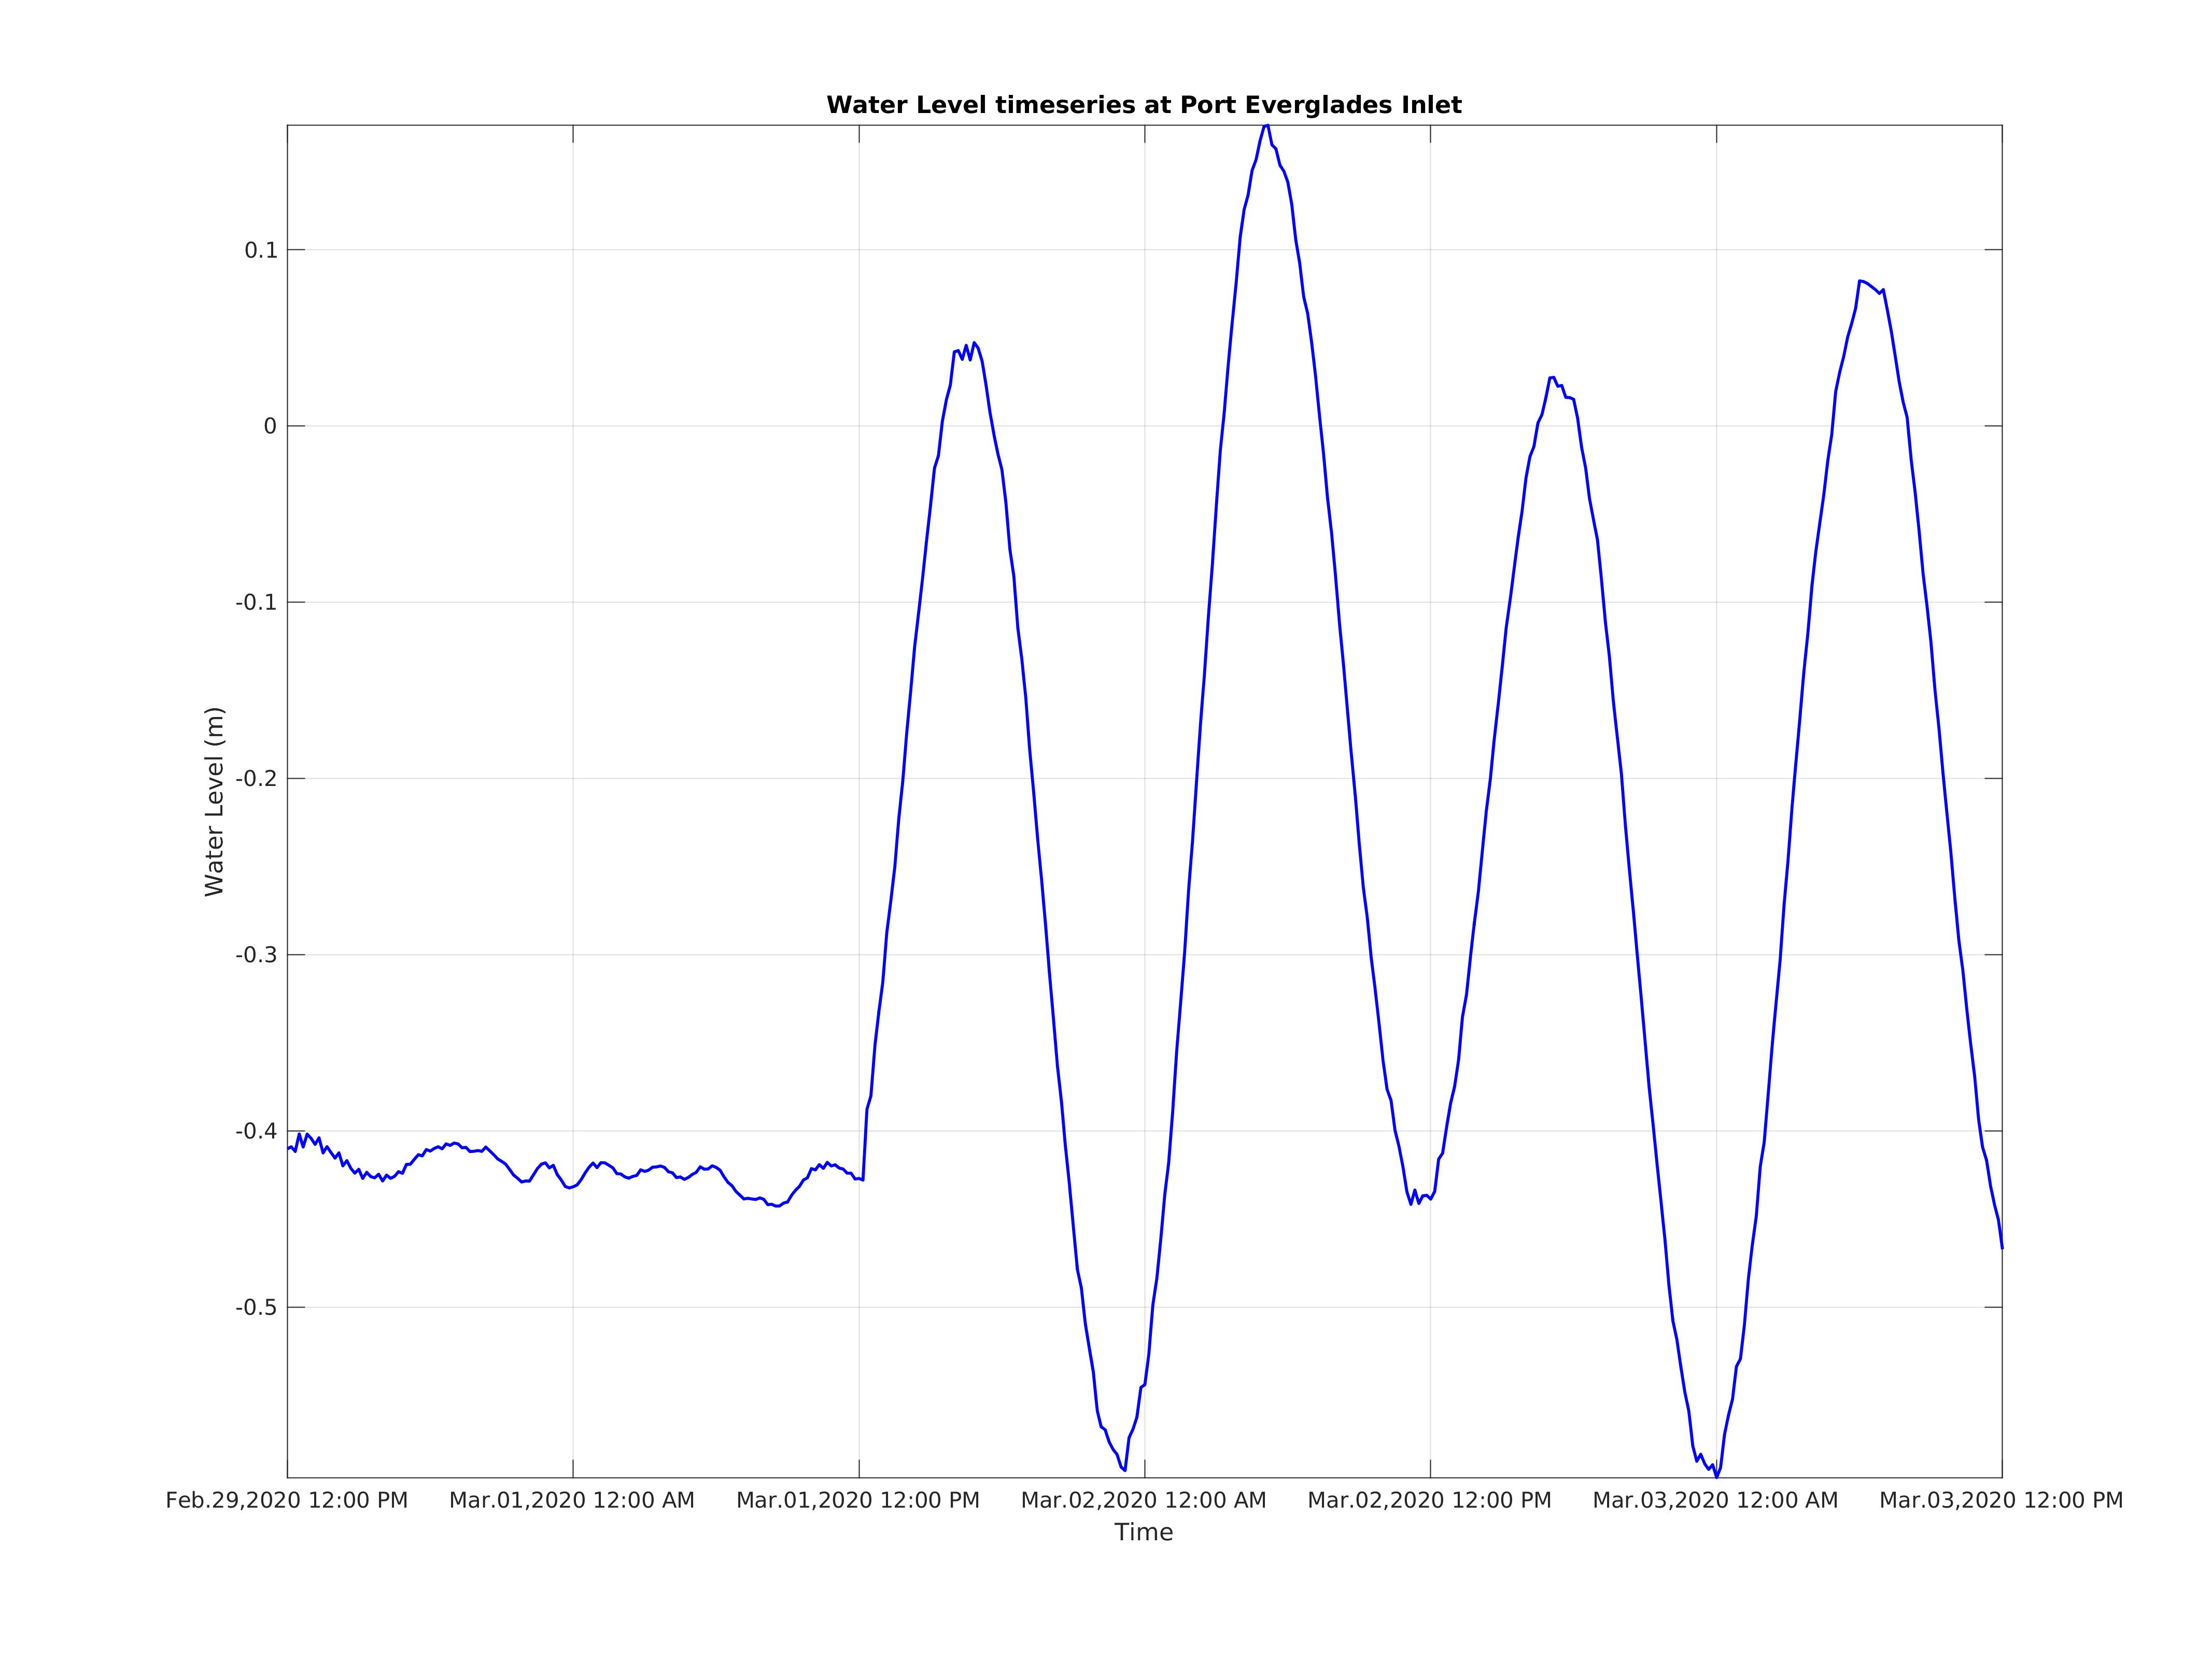 Water Level timeseries at Port Everglades Inlet
0.1
0
-0.1
-0.2
-0.3
-0.4
-0.5
Water Level (m)
Feb.29,2020 12:00 PM Mar.01,2020 12:00 AM Mar.01,2020 12:00 PM Mar.02,2020 12:00 AM Mar.02,2020 12:00 PM Mar.03,2020 12:00 AM Mar.03,2020 12:00 PM
Time